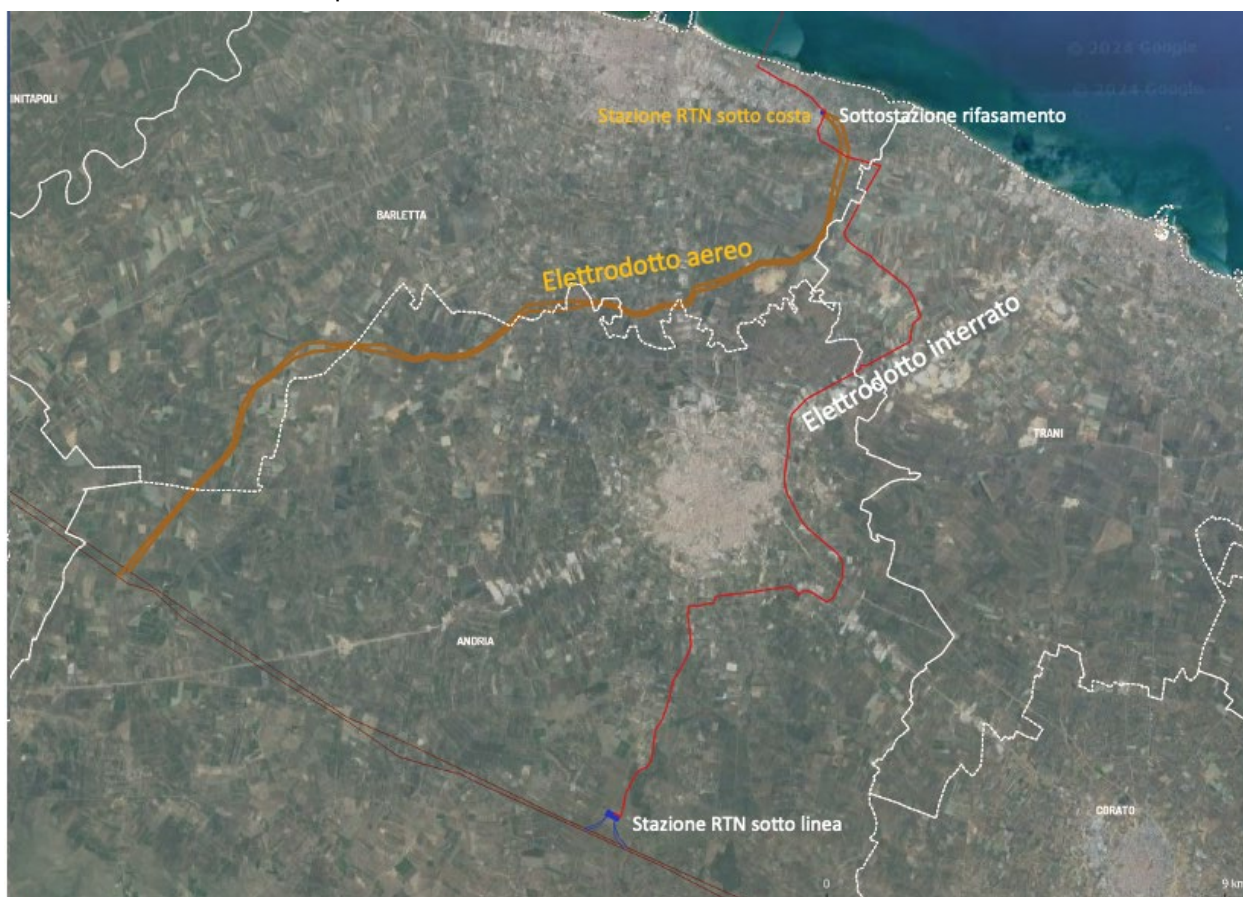 © 2024 Google
© 2024 Google
INITAPOLI
Stazione RTN sotto costa
Sottostazione rifasamento
BARLETTA
Elettrodotto aereo
Elettrodotto interrato
TRANI
ANDRIA
Stazione RTN sotto linea
CORATO
0
9 km